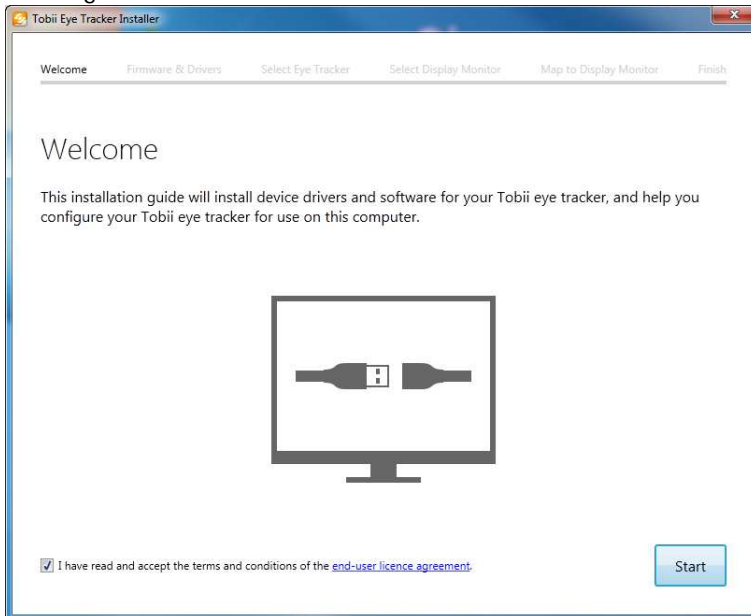 Tobii Eye Tracker Installer
Welcome Firmware & Drivers Select Eye Tracker Select Display Monitor Map to Display Monitor Finish
Welcome
This installation guide will install device drivers and software for your Tobii eye tracker, and help you
configure your Tobii eye tracker for use on this computer.
I have read and accept the terms and conditions of the end-user licence agreement.
Start